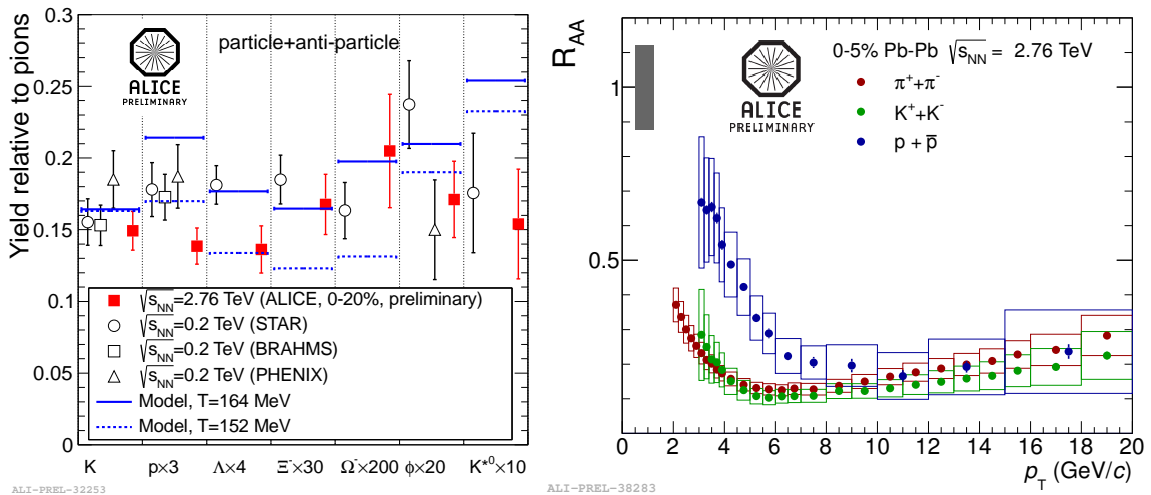 Yield relative to pions
0.3
0.25
0.2
0.15
0.1
0.05
0
ALICE
PRELIMINARY
particle+anti-particle
√sNN=2.76 TeV (ALICE, 0-20%, preliminary)
√sNN=0.2 TeV (STAR)
√sNN=0.2 TeV (BRAHMS)
√sNN=0.2 TeV (PHENIX)
Model, T=164 MeV
Model, T=152 MeV
K p×3 Λ×4 Ξ⁻×30 Ω⁻×200 ϕ×20 K*⁰×10
ALI-PREL-32253
R_AA
1
0.5
ALICE
PRELIMINARY
0-5% Pb-Pb √sNN = 2.76 TeV
π⁺+π⁻
K⁺+K⁻
p + p̅
0 2 4 6 8 10 12 14 16 18 20
p_T (GeV/c)
ALI-PREL-38283